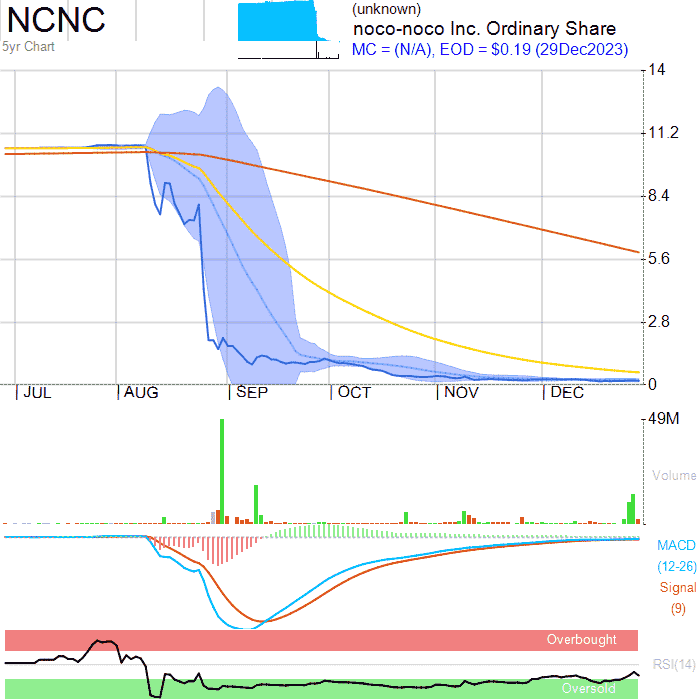 NCNC
(unknown)
noco-noco Inc. Ordinary Share
5yr Chart
MC = (N/A), EOD = $0.19 (29Dec2023)
14
11.2
8.4
5.6
2.8
0
JUL AUG SEP OCT NOV DEC
49M
Volume
MACD
(12-26)
Signal
(9)
Overbought
RSI(14)
Oversold